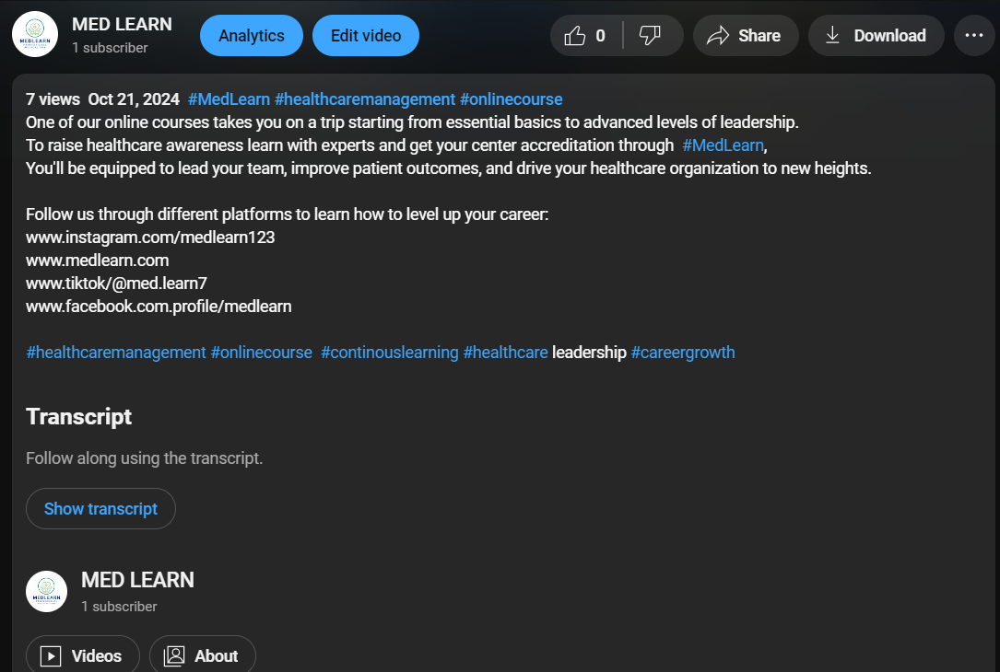 MED LEARN
1 subscriber
Analytics
Edit video
0
Share
Download
7 views Oct 21, 2024 #MedLearn #healthcaremanagement #onlinecourse
One of our online courses takes you on a trip starting from essential basics to advanced levels of leadership.
To raise healthcare awareness learn with experts and get your center accreditation through #MedLearn,
You'll be equipped to lead your team, improve patient outcomes, and drive your healthcare organization to new heights.
Follow us through different platforms to learn how to level up your career:
www.instagram.com/medlearn123
www.medlearn.com
www.tiktok/@med.learn7
www.facebook.com.profile/medlearn
#healthcaremanagement #onlinecourse #continouslearning #healthcare leadership #careergrowth
Transcript
Follow along using the transcript.
Show transcript
MEDLEARN
MED LEARN
1 subscriber
Videos
About